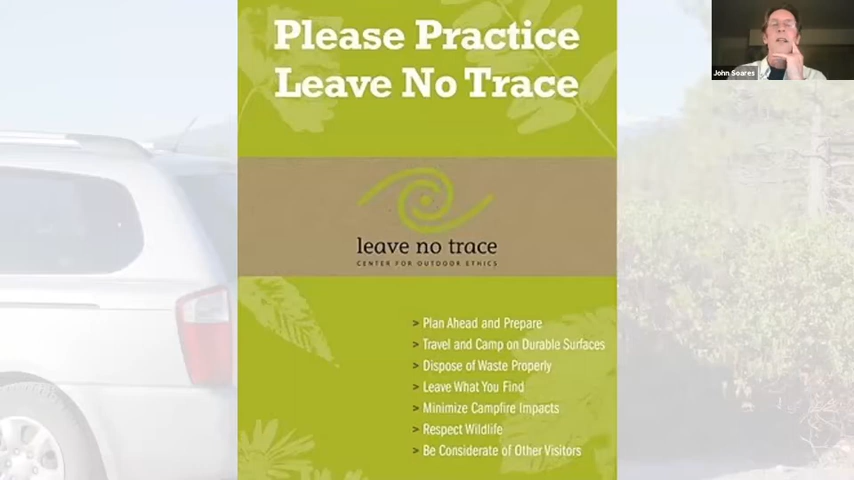 Please Practice
Leave No Trace
leave no trace
CENTER FOR OUTDOOR ETHICS
> Plan Ahead and Prepare
> Travel and Camp on Durable Surfaces
> Dispose of Waste Properly
> Leave What You Find
> Minimize Campfire Impacts
> Respect Wildlife
> Be Considerate of Other Visitors
John Soares